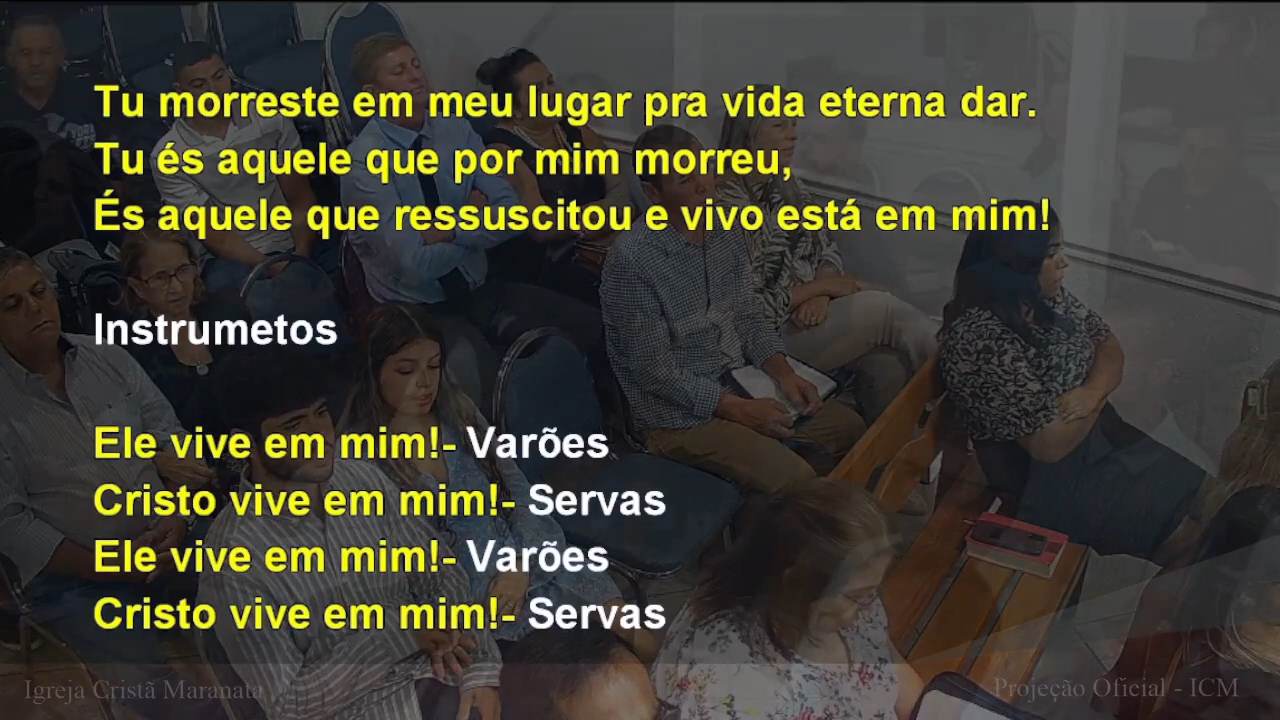 Tu morreste em meu lugar pra vida eterna dar.
Tu és aquele que por mim morreu,
És aquele que ressuscitou e vivo está em mim!
Instrumetos
Ele vive em mim!- Varões
Cristo vive em mim!- Servas
Ele vive em mim!- Varões
Cristo vive em mim!- Servas
Igreja Cristã Maranata
Projeção Oficial - ICM